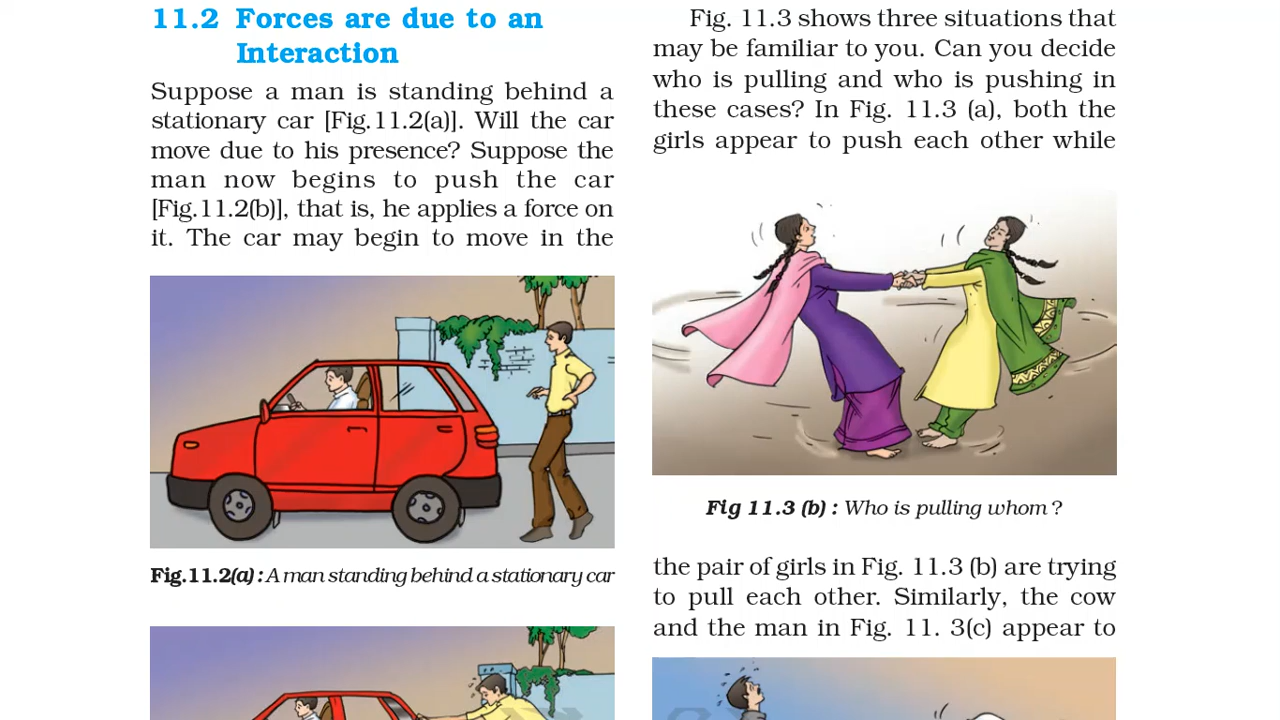 11.2 Forces are due to an
Interaction
Suppose a man is standing behind a
stationary car [Fig.11.2(a)]. Will the car
move due to his presence? Suppose the
man now begins to push the car
[Fig.11.2(b)], that is, he applies a force on
it. The car may begin to move in the
Fig.11.2(a) : A man standing behind a stationary car
Fig. 11.3 shows three situations that
may be familiar to you. Can you decide
who is pulling and who is pushing in
these cases? In Fig. 11.3 (a), both the
girls appear to push each other while
Fig 11.3 (b) : Who is pulling whom ?
the pair of girls in Fig. 11.3 (b) are trying
to pull each other. Similarly, the cow
and the man in Fig. 11. 3(c) appear to